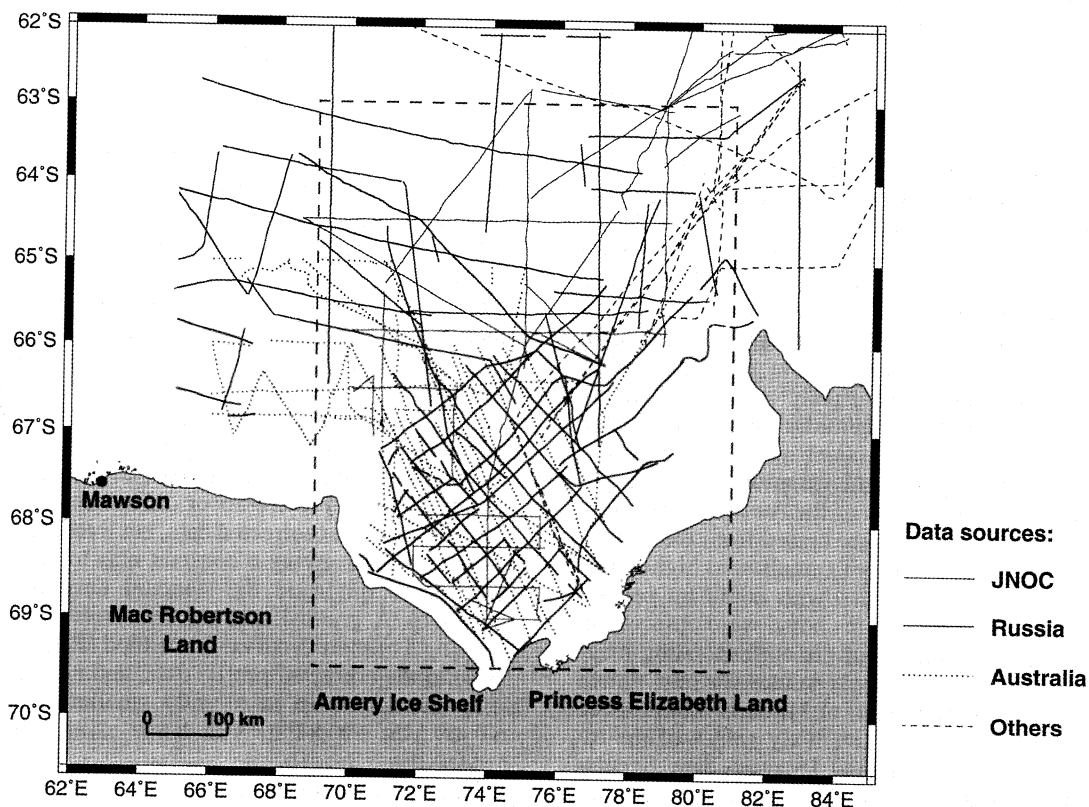 62°S
63°S
64°S
65°S
66°S
67°S
68°S
69°S
70°S
Mawson
Mac Robertson
Land
0 100 km
Amery Ice Shelf
Princess Elizabeth Land
62°E 64°E 66°E 68°E 70°E 72°E 74°E 76°E 78°E 80°E 82°E 84°E
Data sources:
JNOC
Russia
Australia
Others